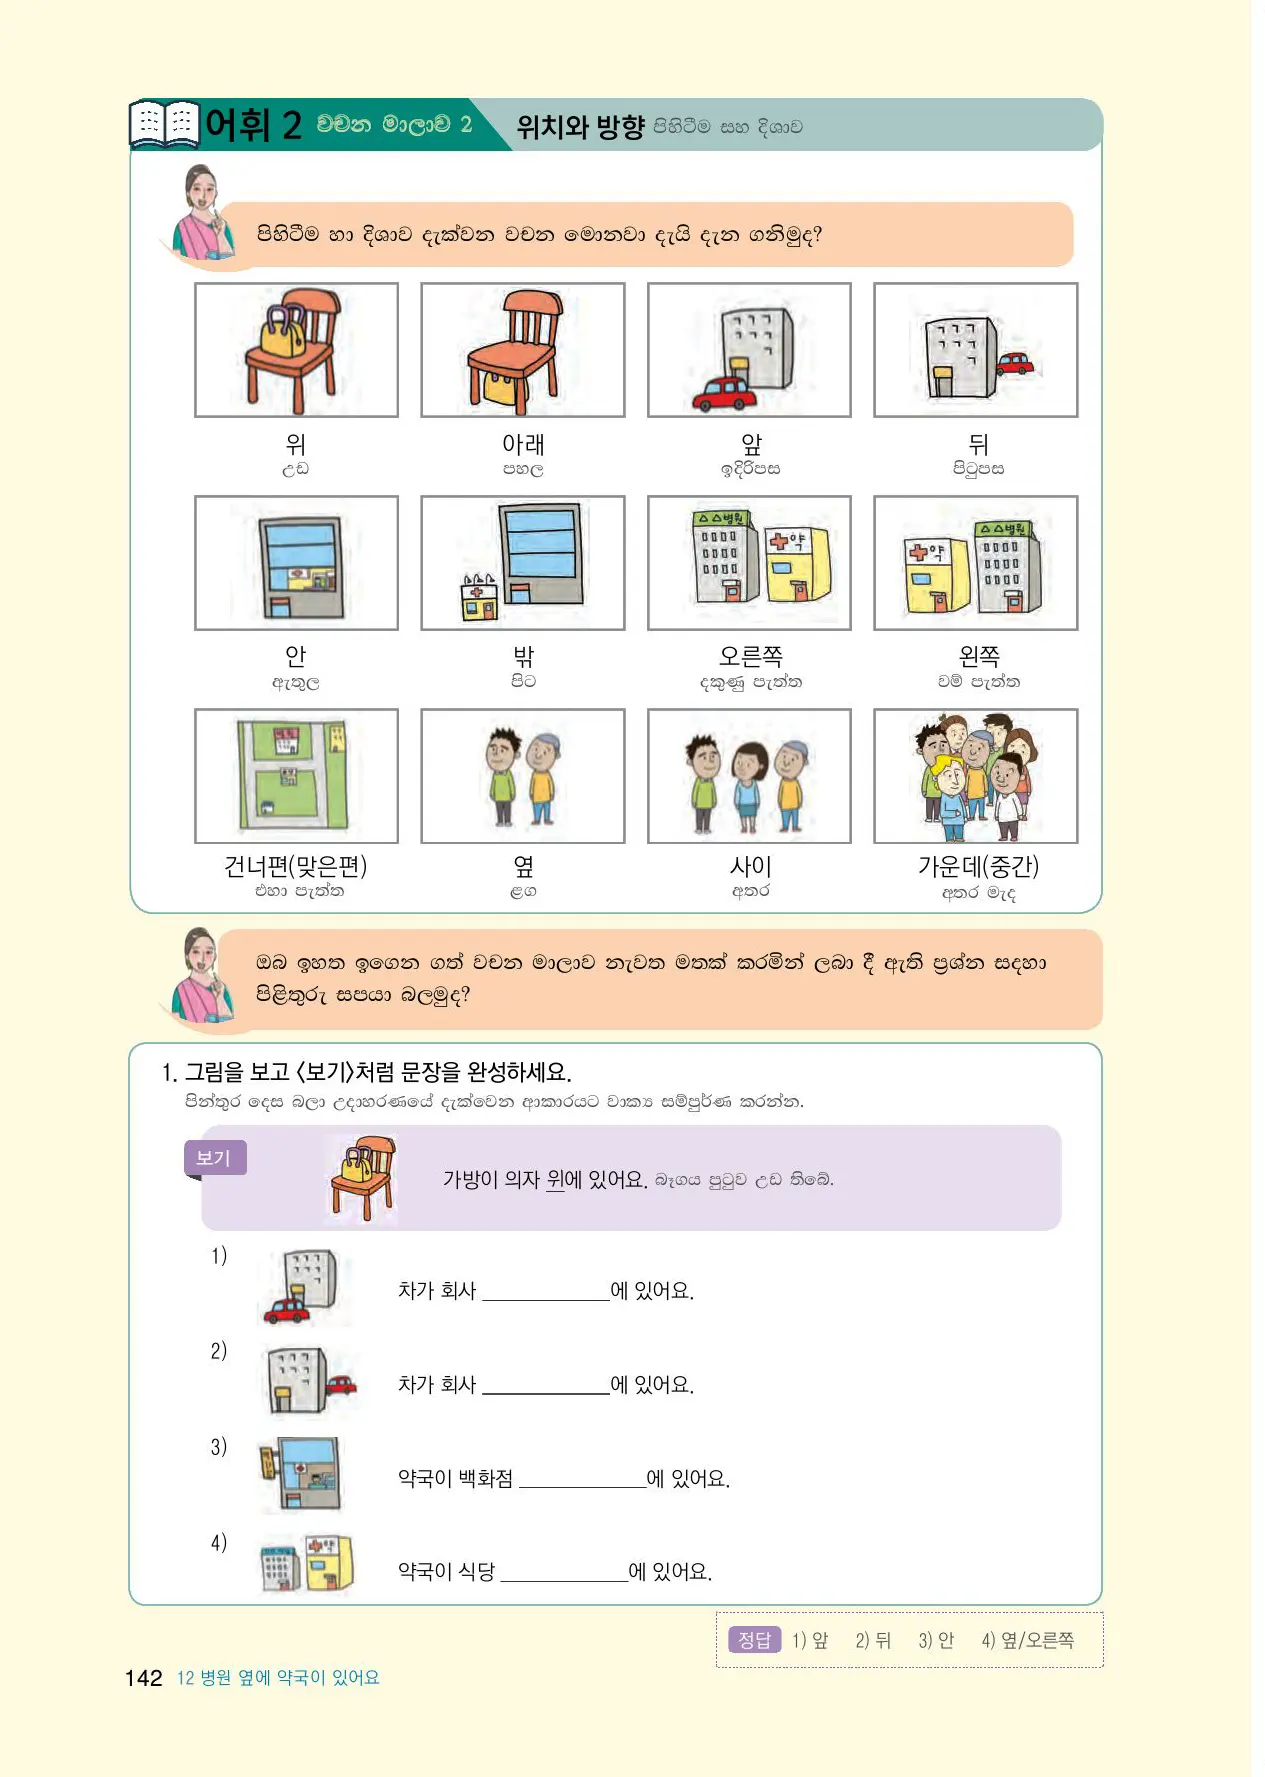 어휘 2 වචන මාලාව 2 위치와 방향 පිහිටීම සහ දිශාව
පිහිටීම හා දිශාව දැක්වන වචන මොනවා දැයි දැන ගනිමුද?
위 아래 앞 뒤
උඩ පහල ඉදිරිපස පිටුපස
△△병원 약 약 △△병원
안 밖 오른쪽 왼쪽
ඇතුල පිට දකුණු පැත්ත වම් පැත්ත
건너편(맞은편) 옆 사이 가운데(중간)
එහා පැත්ත ළග අතර අතර මැද
ඔබ ඉහත ඉගෙන ගත් වචන මාලාව නැවත මතක් කරමින් ලබා දී ඇති ප්‍රශ්න සදහා
පිළිතුරු සපයා බලමුද?
1. 그림을 보고 〈보기〉처럼 문장을 완성하세요.
පින්තූර දෙස බලා උදාහරණයේ දැක්වෙන ආකාරයට වාක්‍ය සම්පූර්ණ කරන්න.
보기
가방이 의자 위에 있어요. බෑගය පුටුව උඩ තිබේ.
1)
차가 회사 ____________에 있어요.
2)
차가 회사 ____________에 있어요.
3)
약국이 백화점 ____________에 있어요.
4)
약
약국이 식당 ____________에 있어요.
정답 1) 앞 2) 뒤 3) 안 4) 옆/오른쪽
142 12 병원 옆에 약국이 있어요